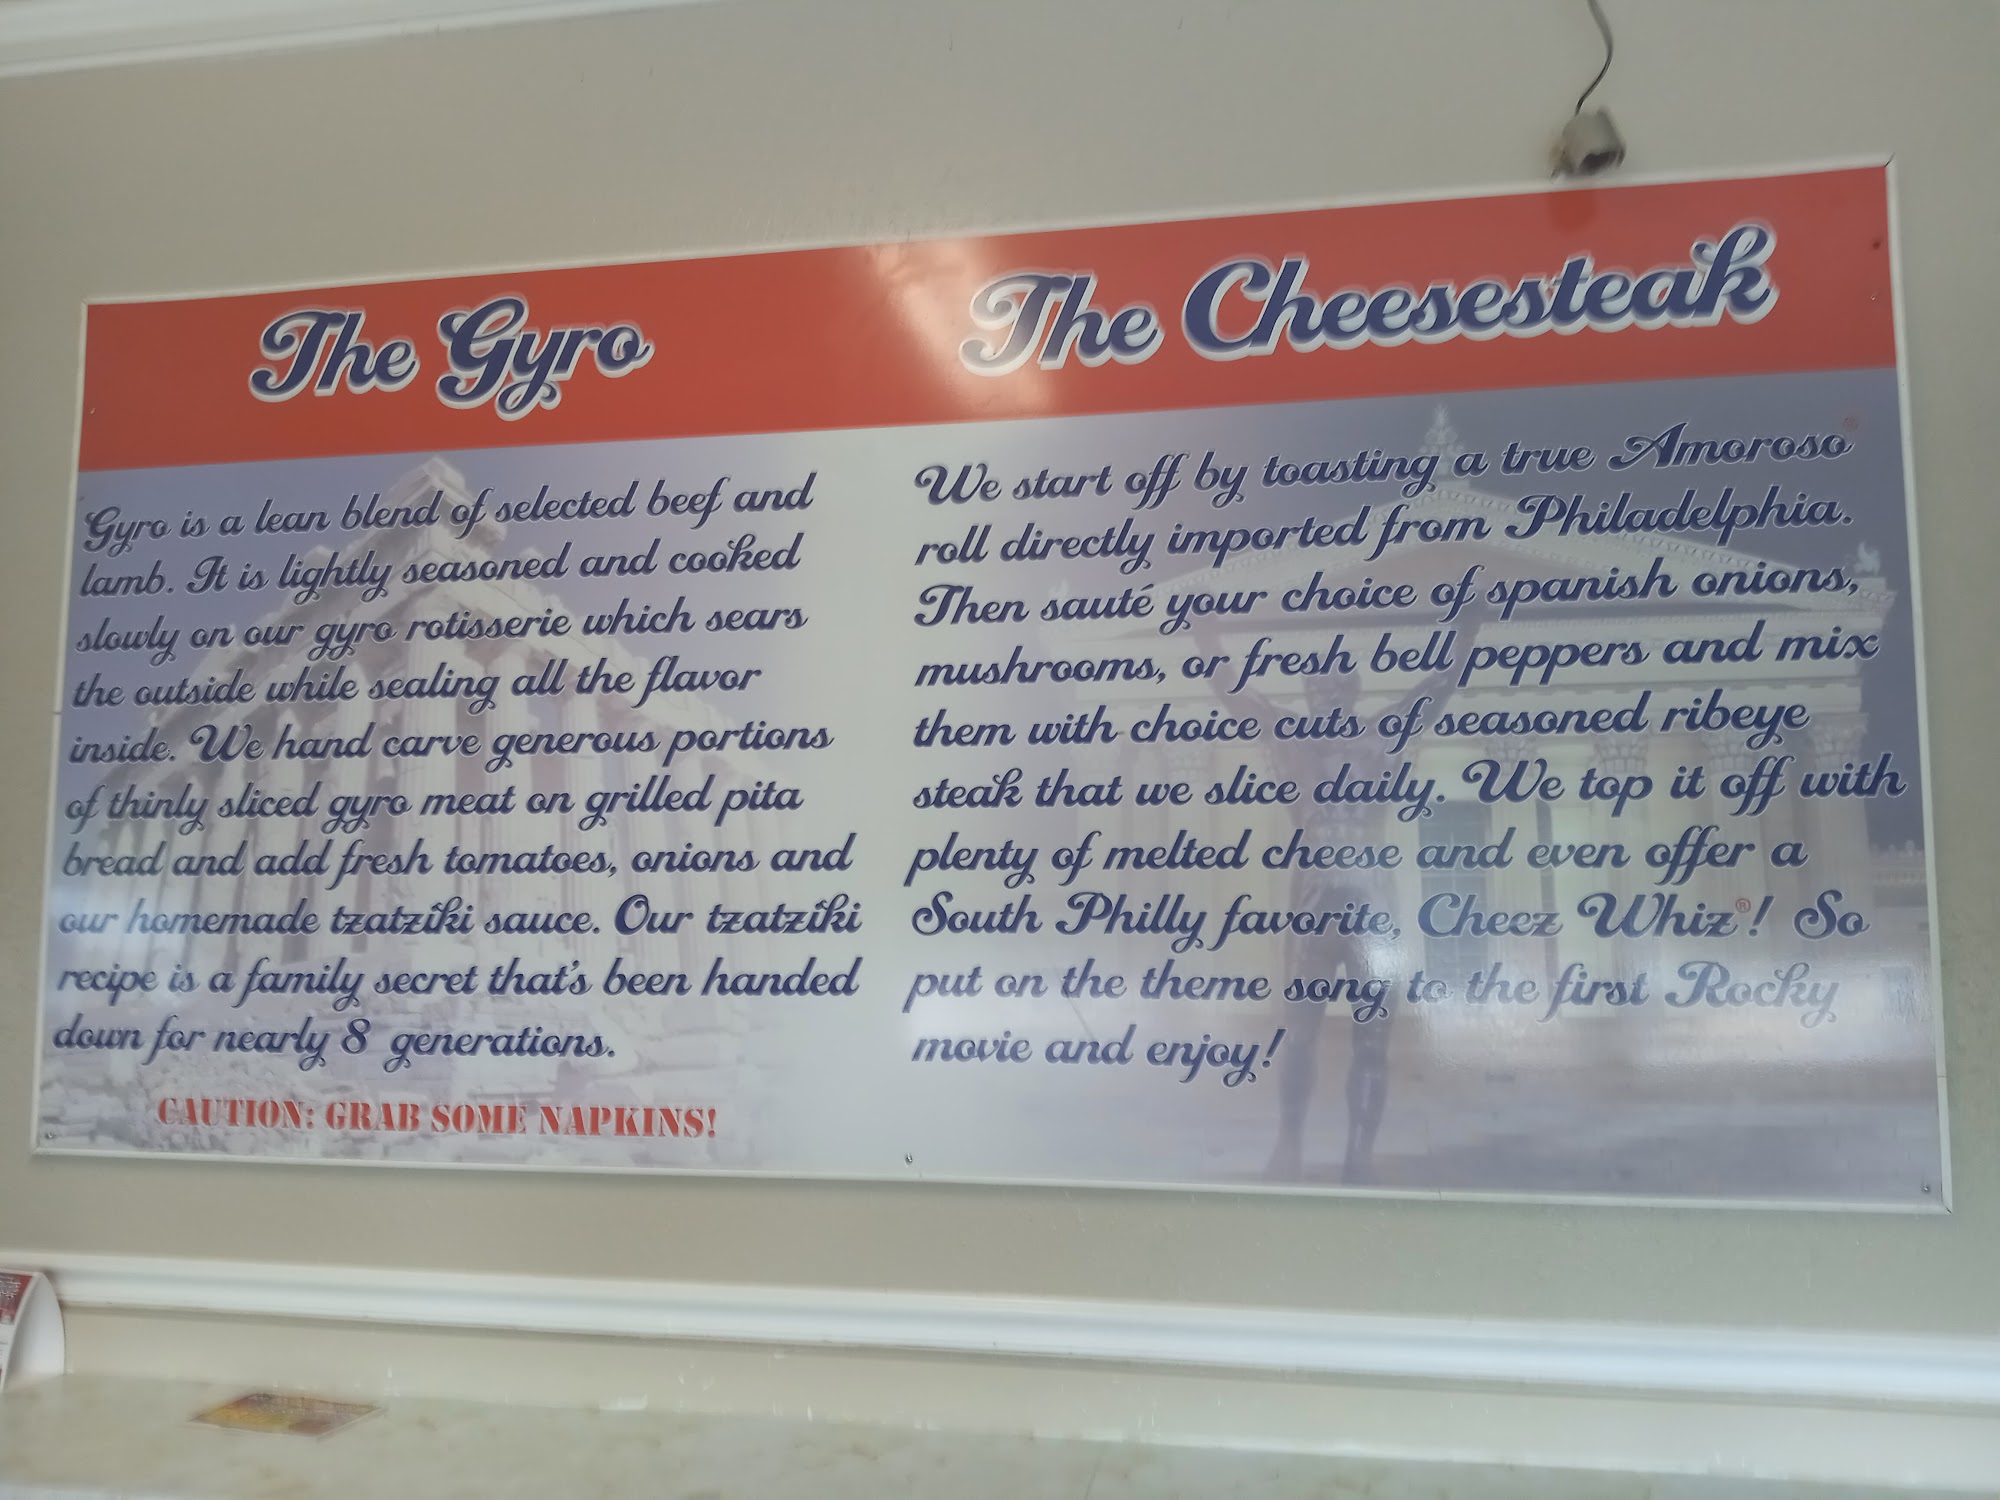 The Gyro
Gyro is a lean blend of selected beef and
lamb. It is lightly seasoned and cooked
slowly on our gyro rotisserie which sears
the outside while sealing all the flavor
inside. We hand carve generous portions
of thinly sliced gyro meat on grilled pita
bread and add fresh tomatoes, onions and
our homemade tzatziki sauce. Our tzatziki
recipe is a family secret that's been handed
down for nearly 8 generations.
CAUTION: GRAB SOME NAPKINS!
The Cheesesteak
We start off by toasting a true Amoroso®
roll directly imported from Philadelphia.
Then sauté your choice of spanish onions,
mushrooms, or fresh bell peppers and mix
them with choice cuts of seasoned ribeye
steak that we slice daily. We top it off with
plenty of melted cheese and even offer a
South Philly favorite, Cheez Whiz®! So
put on the theme song to the first Rocky
movie and enjoy!